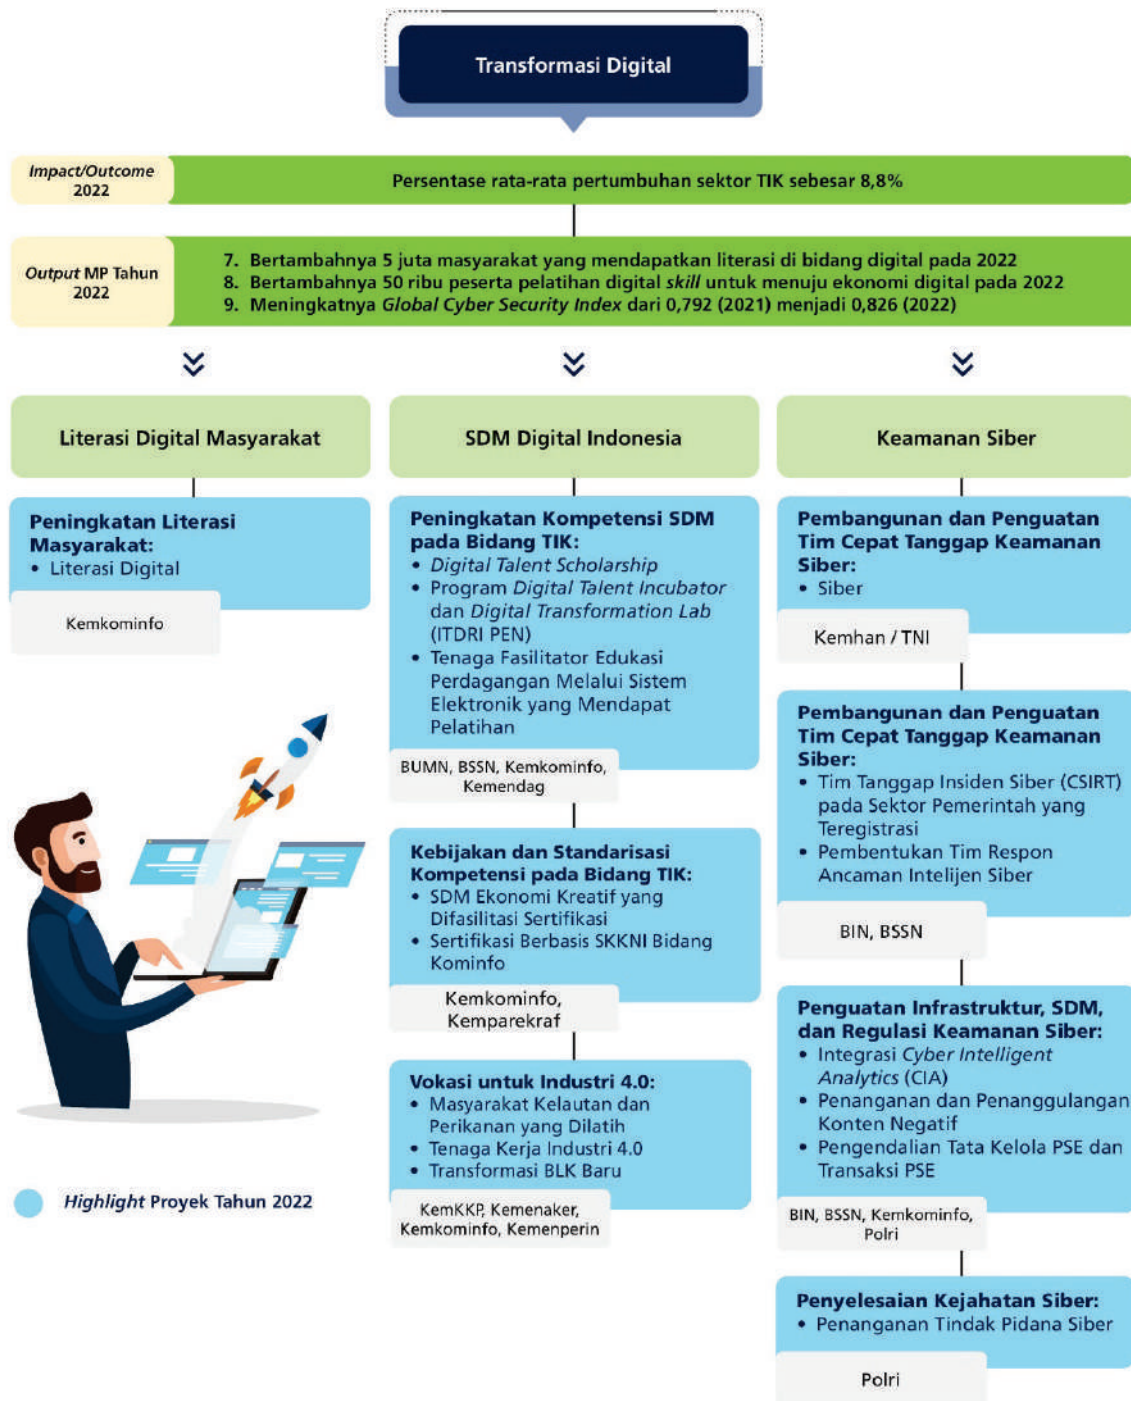 Transformasi Digital
Impact/Outcome
2022
Persentase rata-rata pertumbuhan sektor TIK sebesar 8,8%
Output MP Tahun
2022
7. Bertambahnya 5 juta masyarakat yang mendapatkan literasi di bidang digital pada 2022
8. Bertambahnya 50 ribu peserta pelatihan digital skill untuk menuju ekonomi digital pada 2022
9. Meningkatnya Global Cyber Security Index dari 0,792 (2021) menjadi 0,826 (2022)
Literasi Digital Masyarakat
Peningkatan Literasi
Masyarakat:
• Literasi Digital
Kemkominfo
Highlight Proyek Tahun 2022
SDM Digital Indonesia
Peningkatan Kompetensi SDM
pada Bidang TIK:
• Digital Talent Scholarship
• Program Digital Talent Incubator
dan Digital Transformation Lab
(ITDRI PEN)
• Tenaga Fasilitator Edukasi
Perdagangan Melalui Sistem
Elektronik yang Mendapat
Pelatihan
BUMN, BSSN, Kemkominfo,
Kemendag
Kebijakan dan Standarisasi
Kompetensi pada Bidang TIK:
• SDM Ekonomi Kreatif yang
Difasilitasi Sertifikasi
• Sertifikasi Berbasis SKKNI Bidang
Kominfo
Kemkominfo,
Kemparekraf
Vokasi untuk Industri 4.0:
• Masyarakat Kelautan dan
Perikanan yang Dilatih
• Tenaga Kerja Industri 4.0
• Transformasi BLK Baru
KemKKP, Kemenaker,
Kemkominfo, Kemenperin
Keamanan Siber
Pembangunan dan Penguatan
Tim Cepat Tanggap Keamanan
Siber:
• Siber
Kemhan / TNI
Pembangunan dan Penguatan
Tim Cepat Tanggap Keamanan
Siber:
• Tim Tanggap Insiden Siber (CSIRT)
pada Sektor Pemerintah yang
Teregistrasi
• Pembentukan Tim Respon
Ancaman Intelijen Siber
BIN, BSSN
Penguatan Infrastruktur, SDM,
dan Regulasi Keamanan Siber:
• Integrasi Cyber Intelligent
Analytics (CIA)
• Penanganan dan Penanggulangan
Konten Negatif
• Pengendalian Tata Kelola PSE dan
Transaksi PSE
BIN, BSSN, Kemkominfo,
Polri
Penyelesaian Kejahatan Siber:
• Penanganan Tindak Pidana Siber
Polri